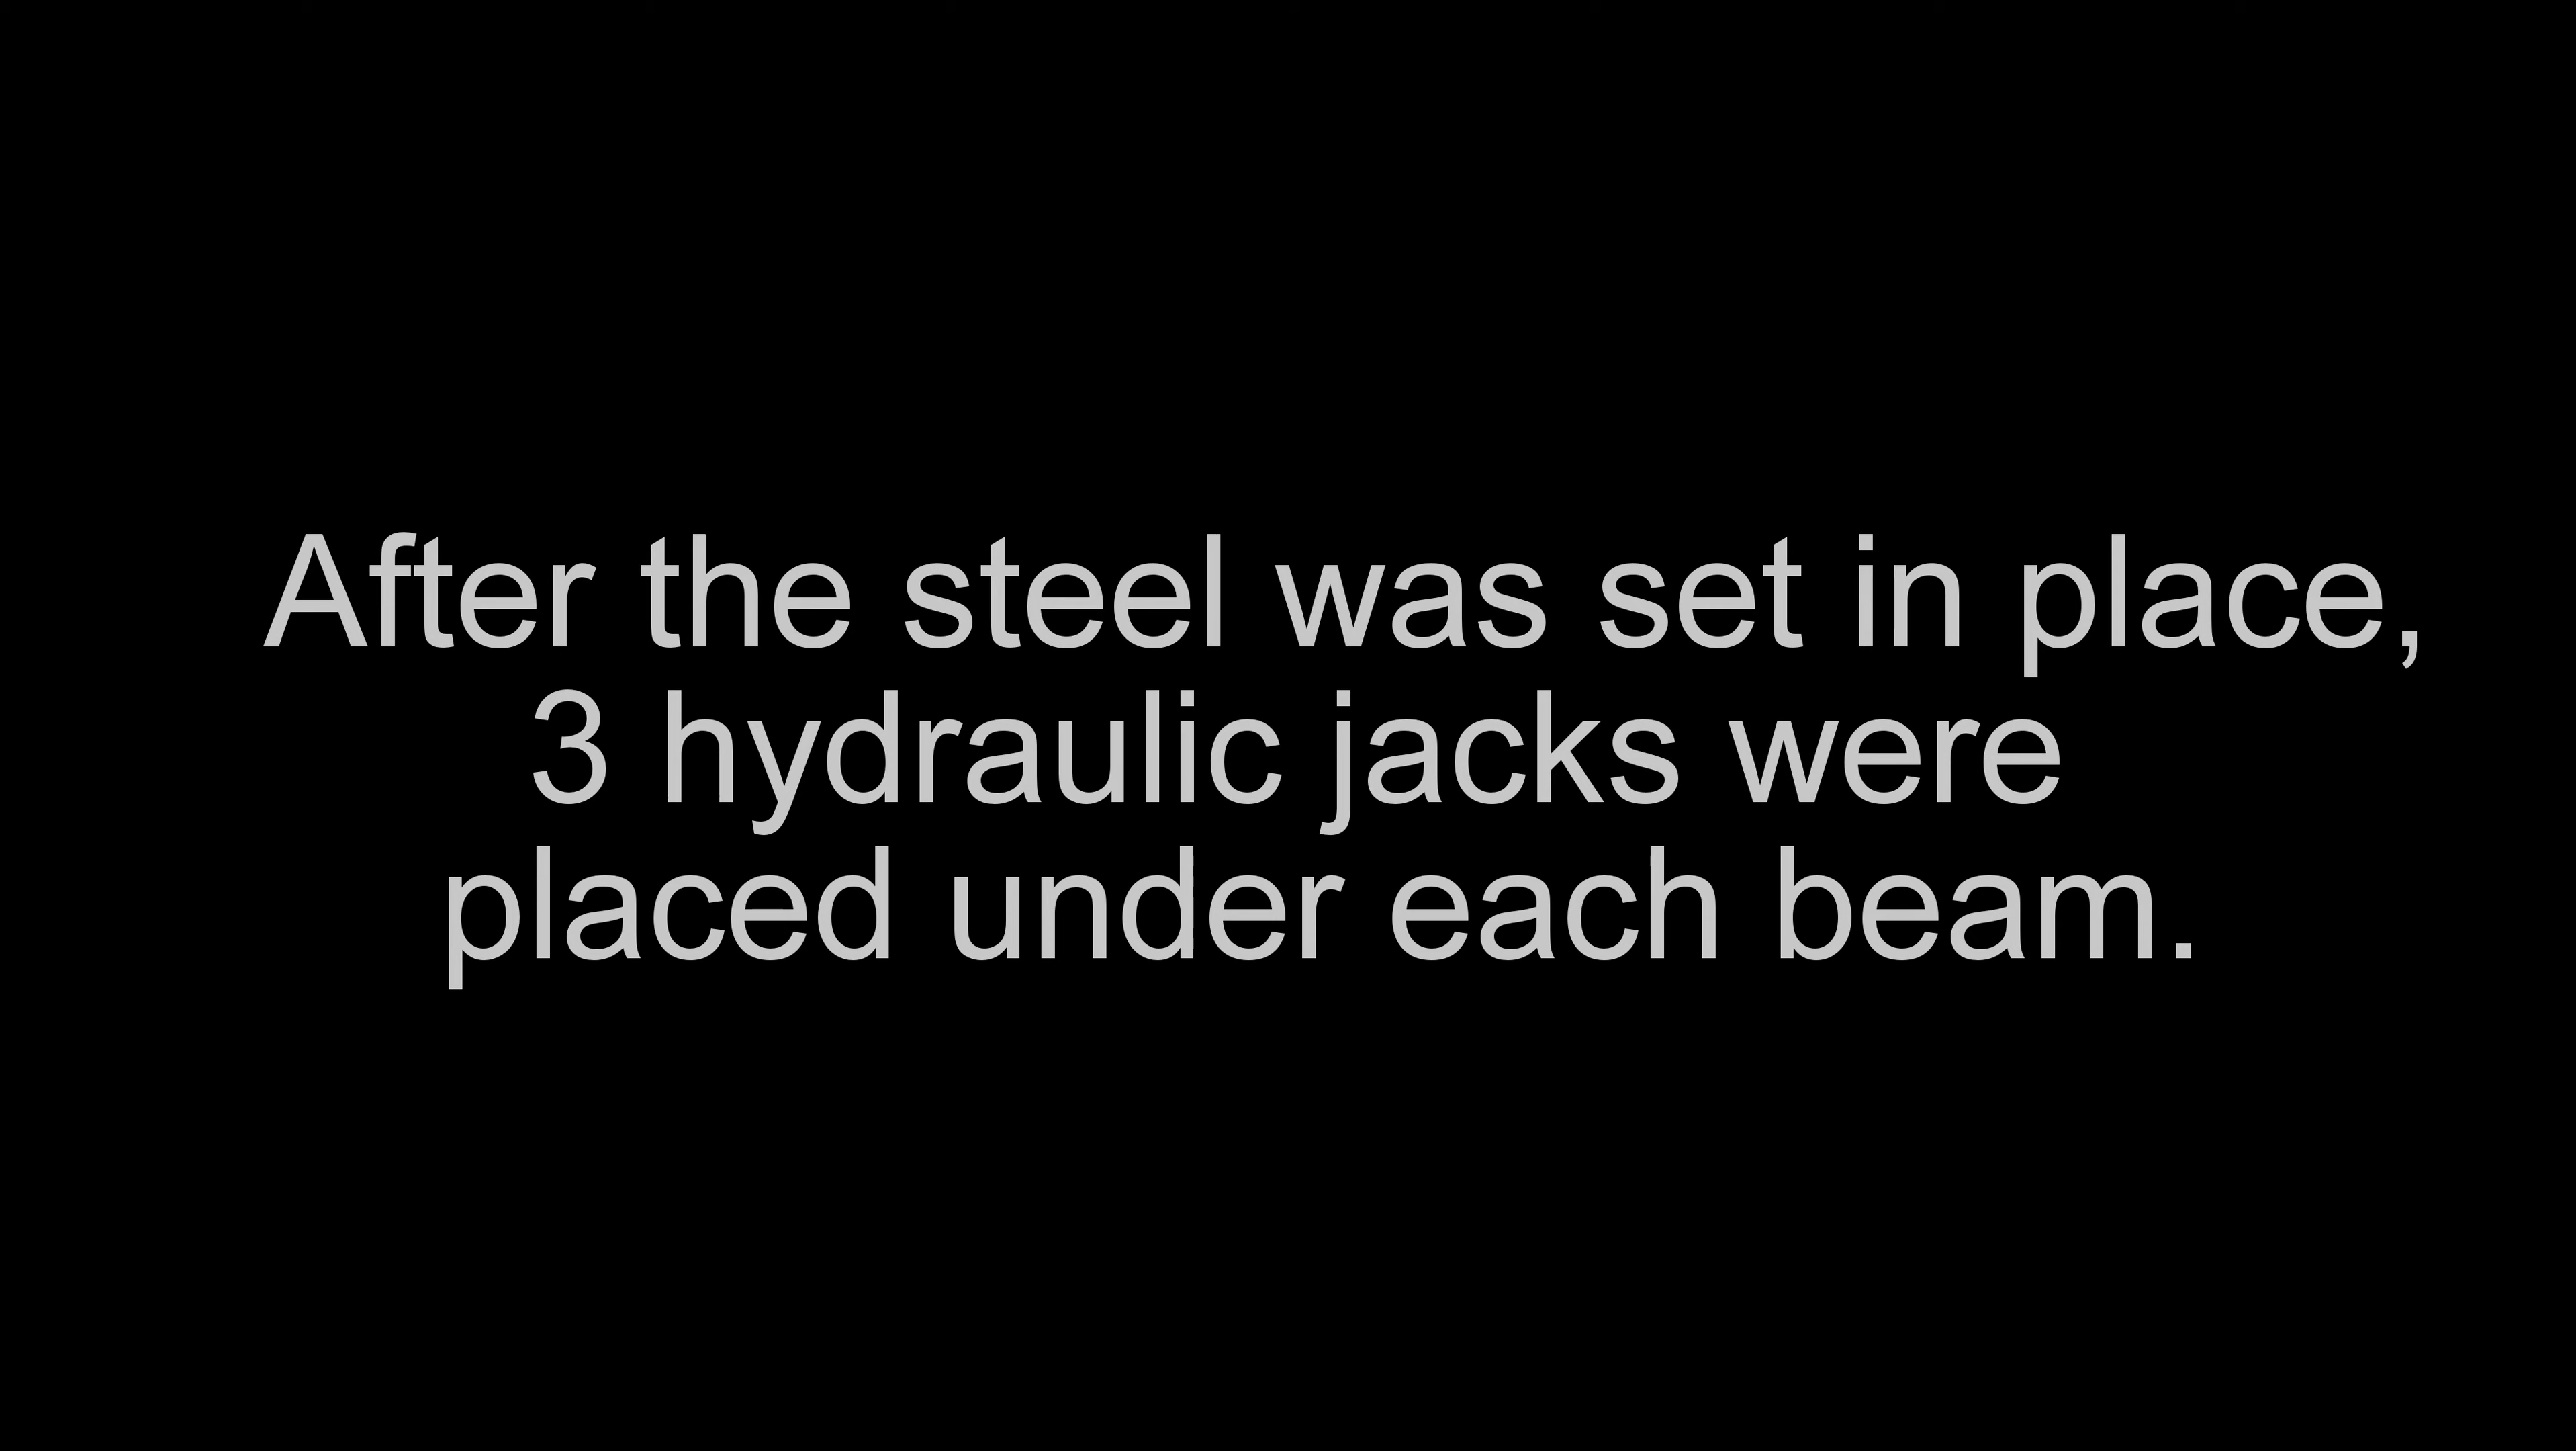 After the steel was set in place,
3 hydraulic jacks were
placed under each beam.